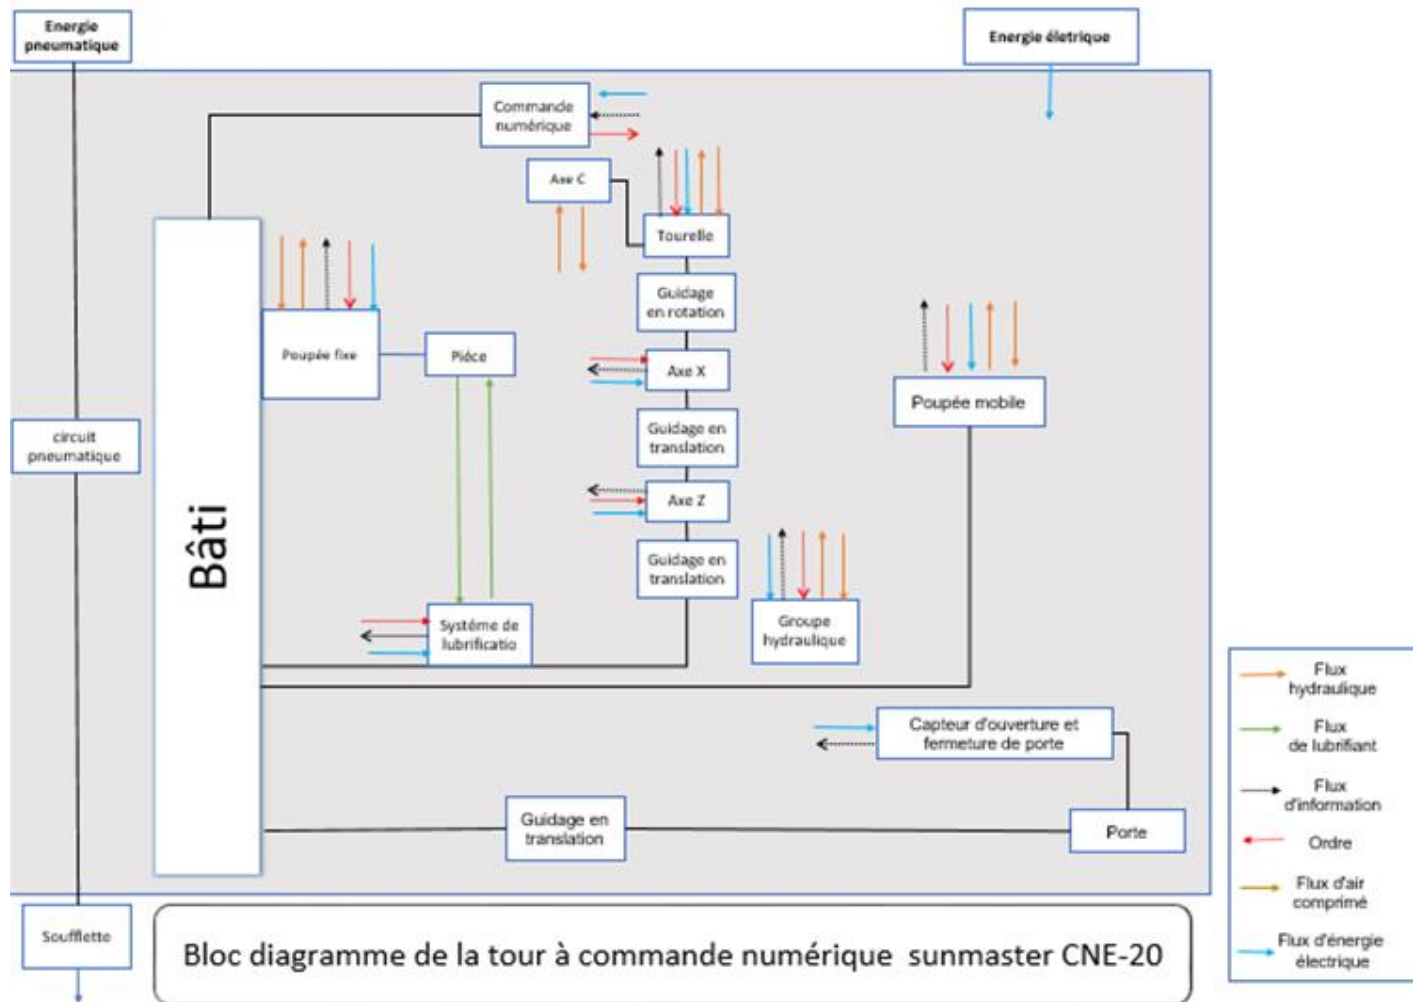 Energie
pneumatique
Energie életrique
Commande
numérique
Axe C
Tourelle
Guidage
en rotation
Poupée fixe
Piéce
Axe X
Poupée mobile
circuit
pneumatique
Guidage en
translation
Axe Z
Bâti
Guidage en
translation
Systéme de
lubrificatio
Groupe
hydraulique
Capteur d'ouverture et
fermeture de porte
Guidage en
translation
Porte
Soufflette
Flux
hydraulique
Flux
de lubrifiant
Flux
d'information
Ordre
Flux d'air
comprimé
Flux d'énergie
électrique
Bloc diagramme de la tour à commande numérique sunmaster CNE-20